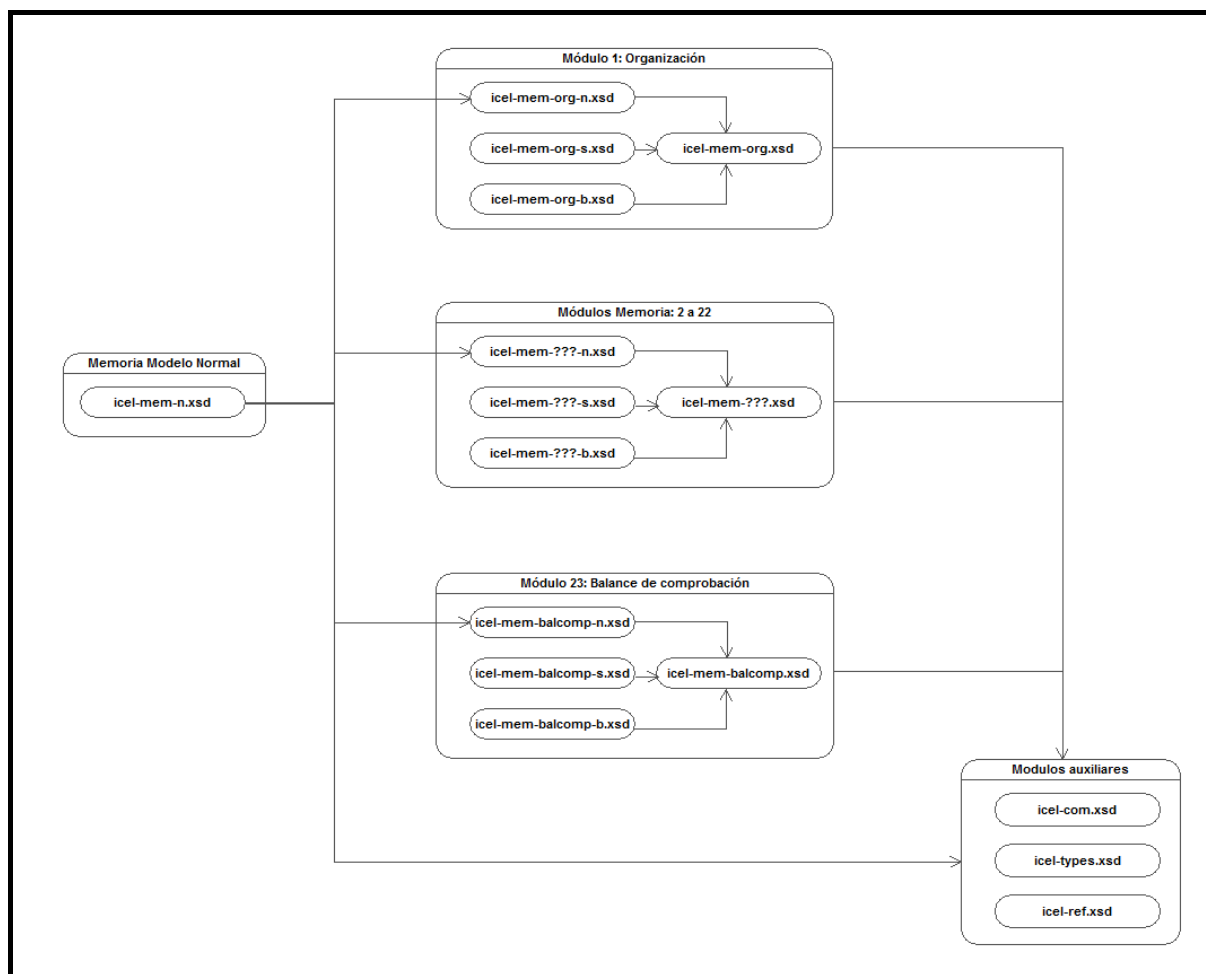 Módulo 1: Organización
icel-mem-org-n.xsd
icel-mem-org-s.xsd
icel-mem-org.xsd
icel-mem-org-b.xsd
Módulos Memoria: 2 a 22
icel-mem-???-n.xsd
icel-mem-???-s.xsd
icel-mem-???.xsd
icel-mem-???-b.xsd
Memoria Modelo Normal
icel-mem-n.xsd
Módulo 23: Balance de comprobación
icel-mem-balcomp-n.xsd
icel-mem-balcomp-s.xsd
icel-mem-balcomp.xsd
icel-mem-balcomp-b.xsd
Modulos auxiliares
icel-com.xsd
icel-types.xsd
icel-ref.xsd